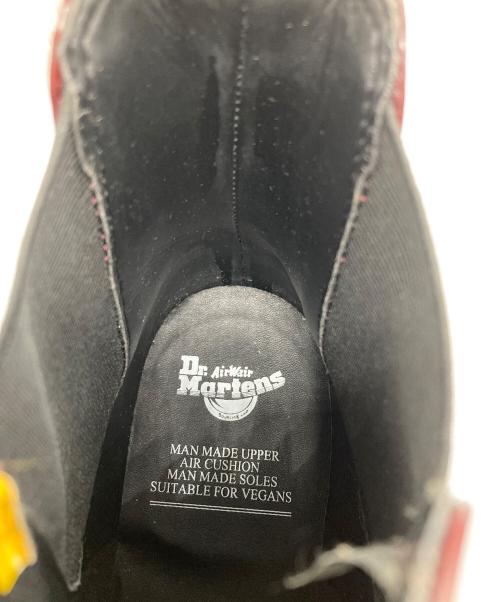 Dr. AirWair
Martens
MAN MADE UPPER
AIR CUSHION
MAN MADE SOLES
SUITABLE FOR VEGANS